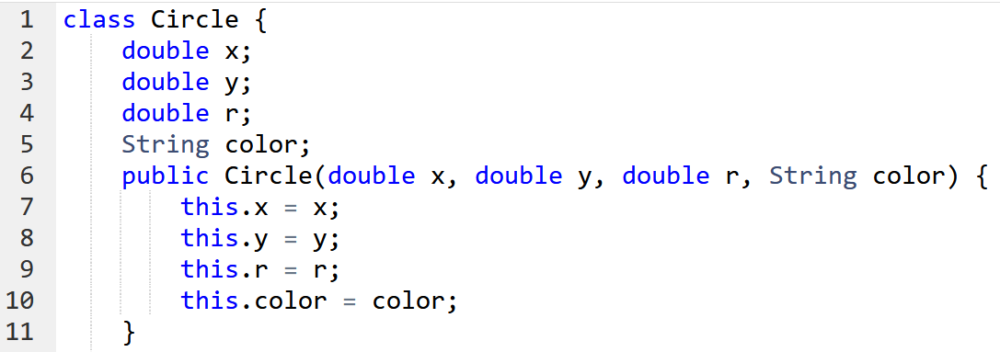 1 class Circle {
2     double x;
3     double y;
4     double r;
5     String color;
6     public Circle(double x, double y, double r, String color) {
7         this.x = x;
8         this.y = y;
9         this.r = r;
10         this.color = color;
11     }